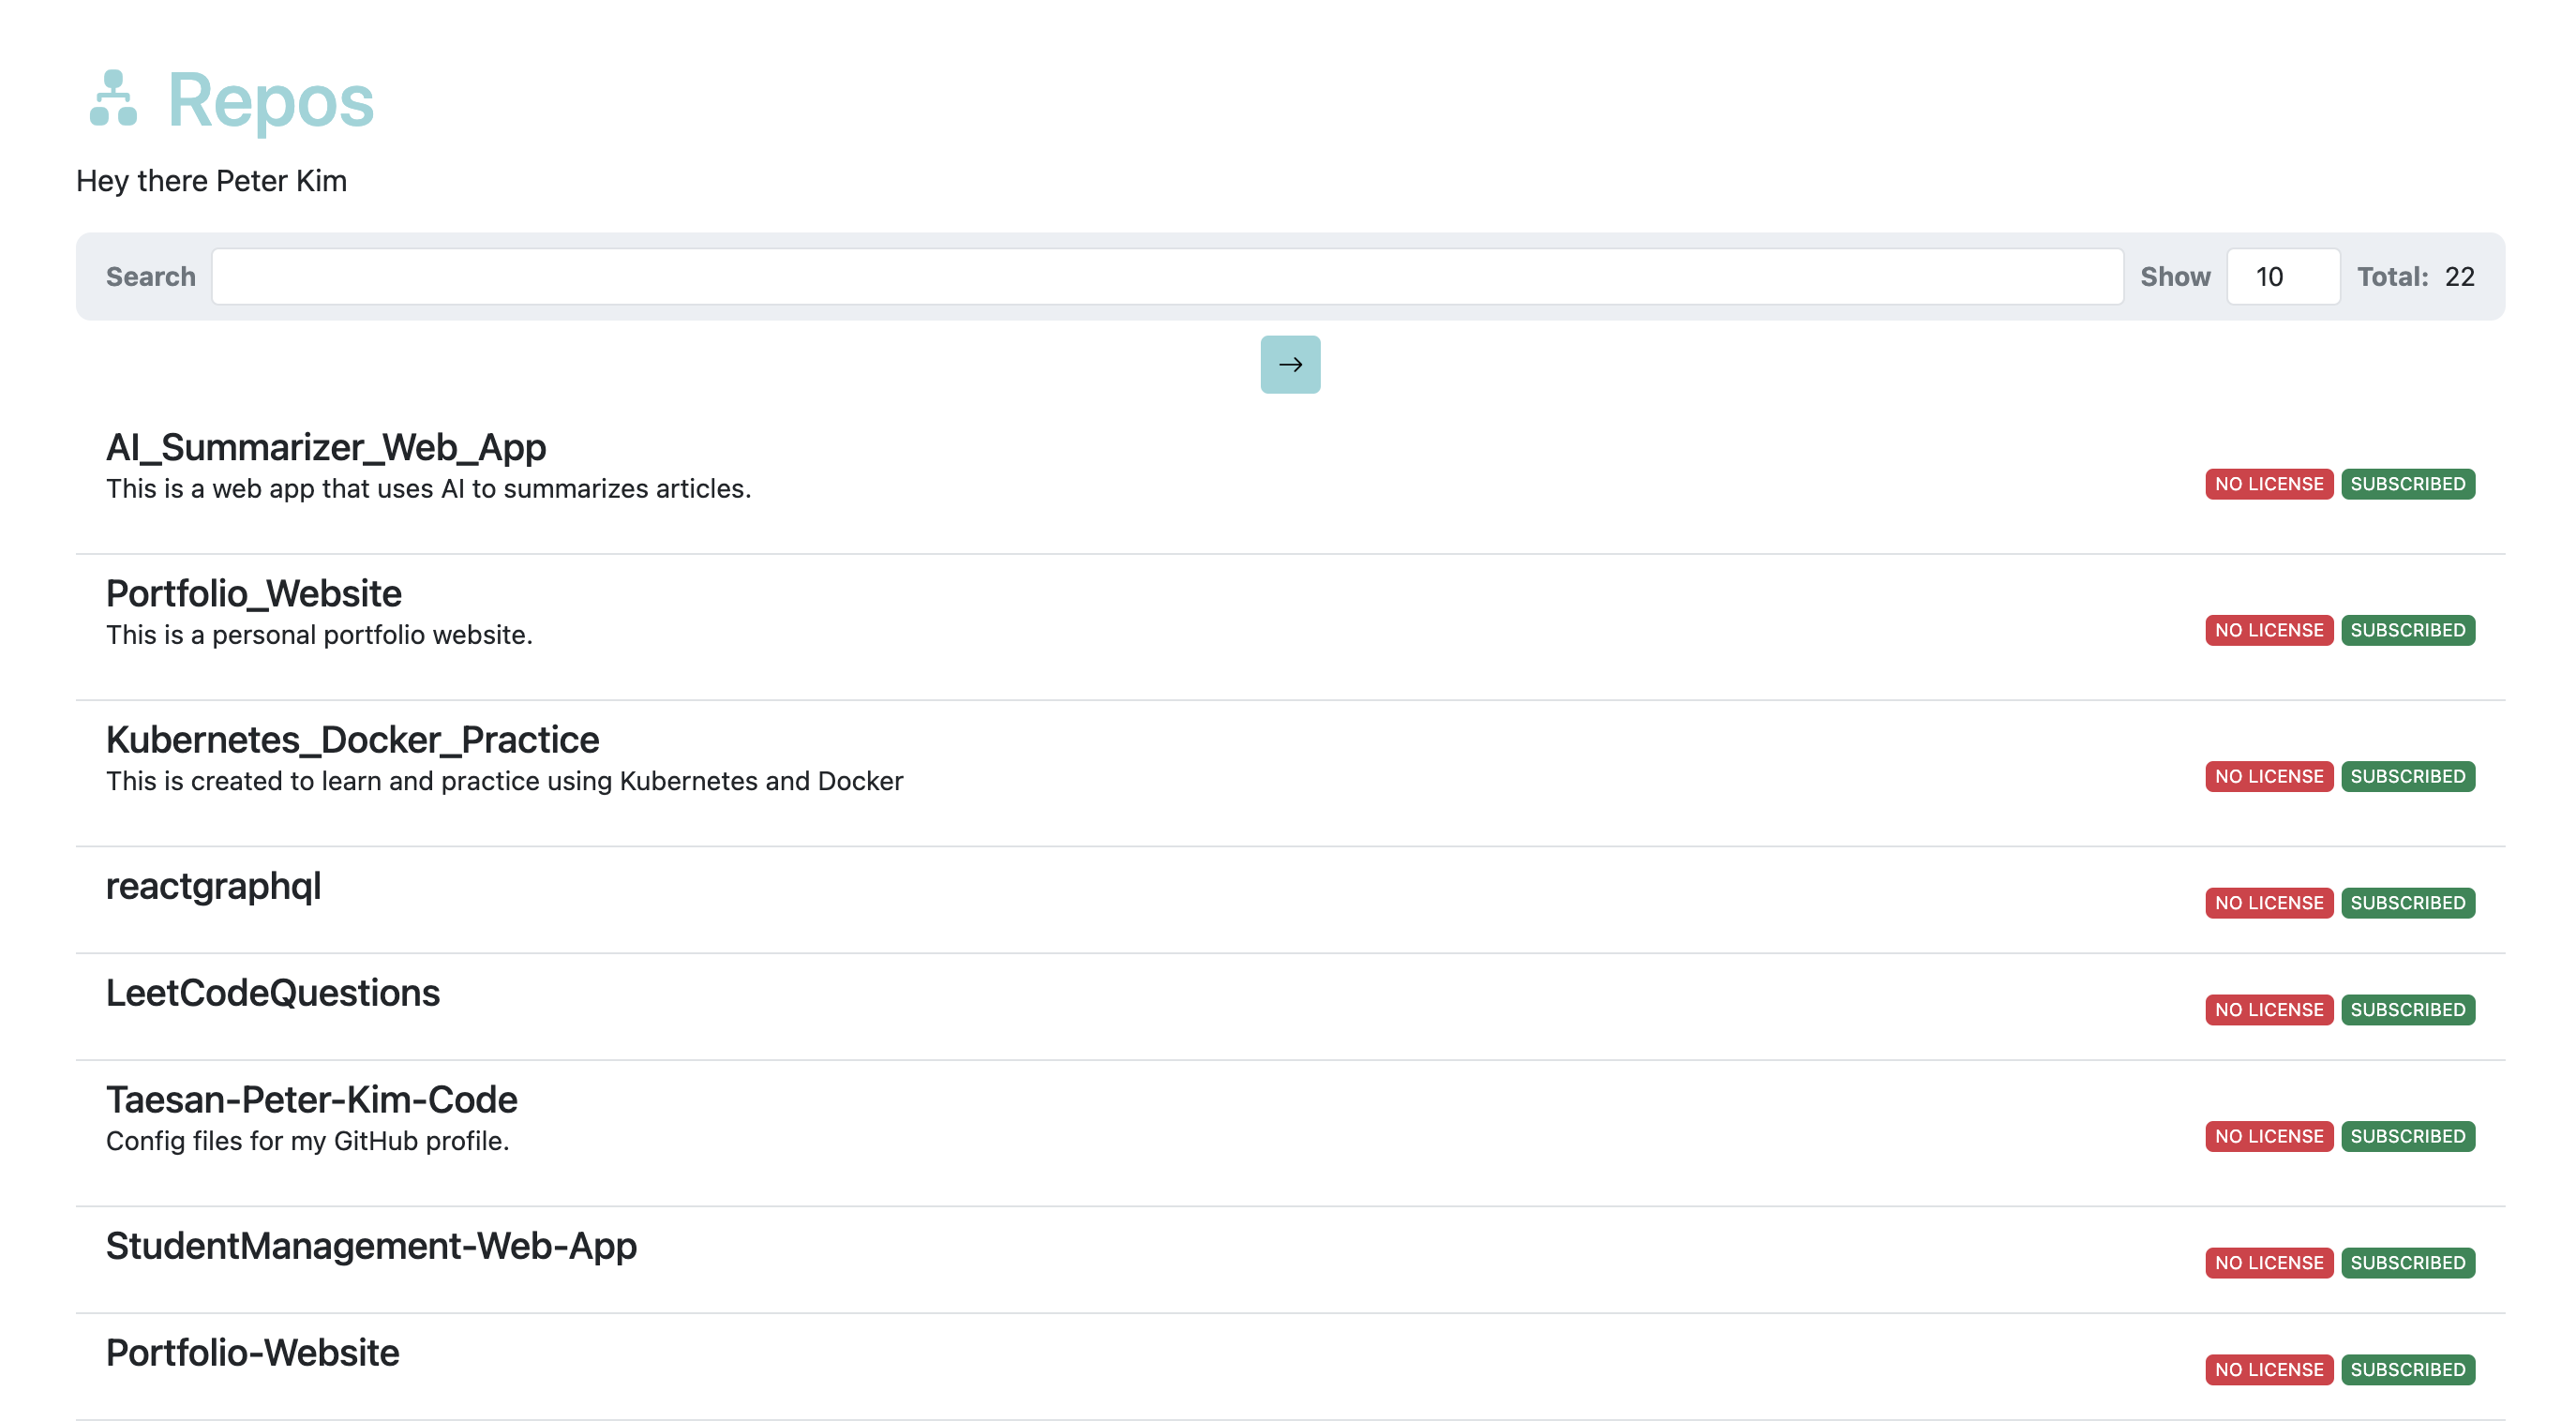 Repos
Hey there Peter Kim
Search Show 10 Total: 22
→
AI_Summarizer_Web_App
This is a web app that uses AI to summarizes articles.
NO LICENSE SUBSCRIBED
Portfolio_Website
This is a personal portfolio website.
NO LICENSE SUBSCRIBED
Kubernetes_Docker_Practice
This is created to learn and practice using Kubernetes and Docker
NO LICENSE SUBSCRIBED
reactgraphql
NO LICENSE SUBSCRIBED
LeetCodeQuestions
NO LICENSE SUBSCRIBED
Taesan-Peter-Kim-Code
Config files for my GitHub profile.
NO LICENSE SUBSCRIBED
StudentManagement-Web-App
NO LICENSE SUBSCRIBED
Portfolio-Website
NO LICENSE SUBSCRIBED